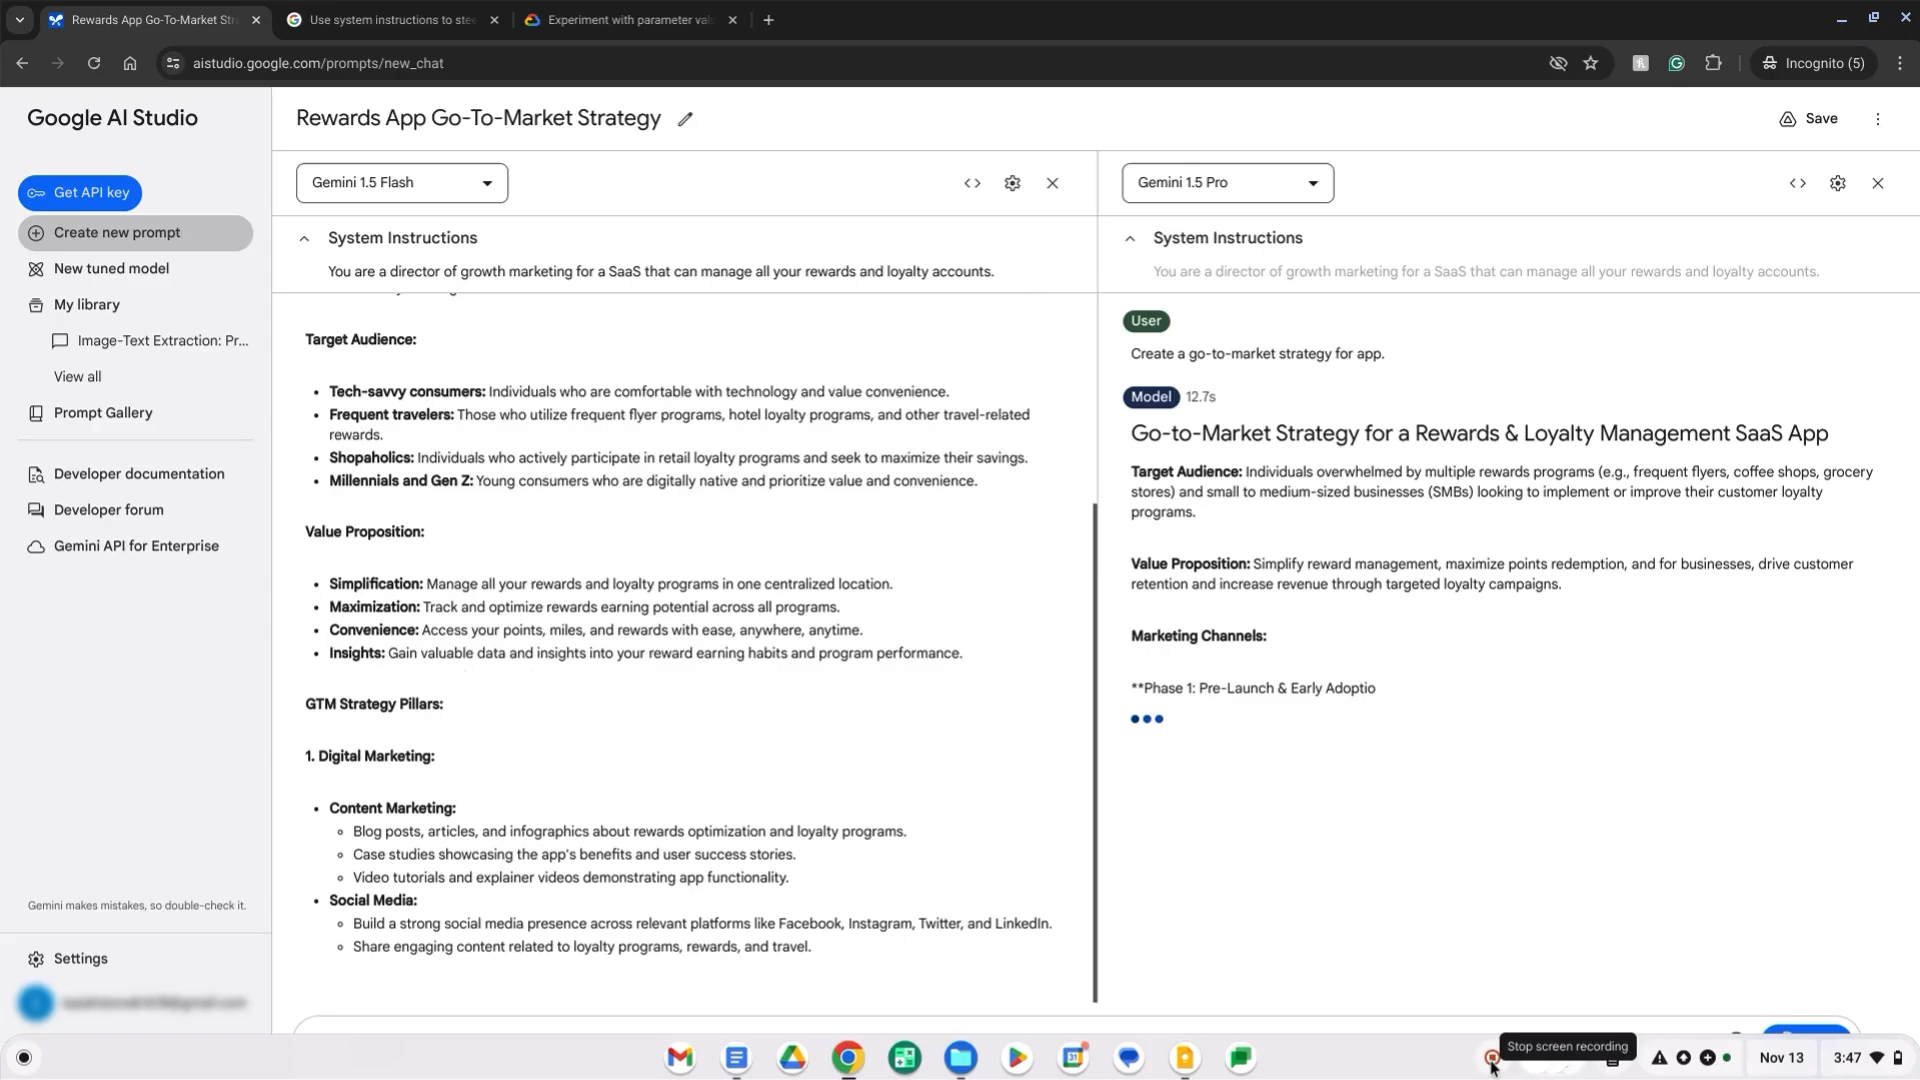 Rewards App Go-To-Market Str
Use system instructions to stee
Experiment with parameter val
aistudio.google.com/prompts/new_chat
Incognito (5)
Google AI Studio
Get API key
Create new prompt
New tuned model
My library
Image-Text Extraction: Pr...
View all
Prompt Gallery
Developer documentation
Developer forum
Gemini API for Enterprise
Gemini makes mistakes, so double-check it.
Settings
Rewards App Go-To-Market Strategy
Save
Gemini 1.5 Flash
System Instructions
You are a director of growth marketing for a SaaS that can manage all your rewards and loyalty accounts.
Target Audience:
• Tech-savvy consumers: Individuals who are comfortable with technology and value convenience.
• Frequent travelers: Those who utilize frequent flyer programs, hotel loyalty programs, and other travel-related
rewards.
• Shopaholics: Individuals who actively participate in retail loyalty programs and seek to maximize their savings.
• Millennials and Gen Z: Young consumers who are digitally native and prioritize value and convenience.
Value Proposition:
• Simplification: Manage all your rewards and loyalty programs in one centralized location.
• Maximization: Track and optimize rewards earning potential across all programs.
• Convenience: Access your points, miles, and rewards with ease, anywhere, anytime.
• Insights: Gain valuable data and insights into your reward earning habits and program performance.
GTM Strategy Pillars:
1. Digital Marketing:
• Content Marketing:
◦ Blog posts, articles, and infographics about rewards optimization and loyalty programs.
◦ Case studies showcasing the app's benefits and user success stories.
◦ Video tutorials and explainer videos demonstrating app functionality.
• Social Media:
◦ Build a strong social media presence across relevant platforms like Facebook, Instagram, Twitter, and LinkedIn.
◦ Share engaging content related to loyalty programs, rewards, and travel.
Gemini 1.5 Pro
System Instructions
You are a director of growth marketing for a SaaS that can manage all your rewards and loyalty accounts.
User
Create a go-to-market strategy for app.
Model 12.7s
Go-to-Market Strategy for a Rewards & Loyalty Management SaaS App
Target Audience: Individuals overwhelmed by multiple rewards programs (e.g., frequent flyers, coffee shops, grocery
stores) and small to medium-sized businesses (SMBs) looking to implement or improve their customer loyalty
programs.
Value Proposition: Simplify reward management, maximize points redemption, and for businesses, drive customer
retention and increase revenue through targeted loyalty campaigns.
Marketing Channels:
**Phase 1: Pre-Launch & Early Adoptio
Stop screen recording
31
Nov 13
3:47